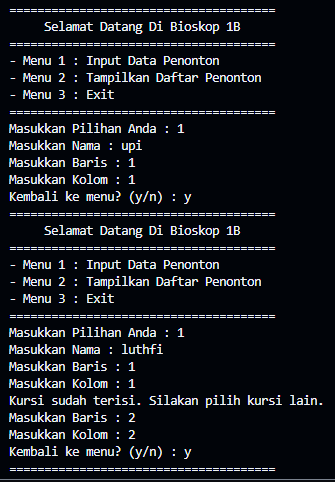 ======================================
Selamat Datang Di Bioskop 1B
======================================
- Menu 1 : Input Data Penonton
- Menu 2 : Tampilkan Daftar Penonton
- Menu 3 : Exit
======================================
Masukkan Pilihan Anda : 1
Masukkan Nama : upi
Masukkan Baris : 1
Masukkan Kolom : 1
Kembali ke menu? (y/n) : y
======================================
Selamat Datang Di Bioskop 1B
======================================
- Menu 1 : Input Data Penonton
- Menu 2 : Tampilkan Daftar Penonton
- Menu 3 : Exit
======================================
Masukkan Pilihan Anda : 1
Masukkan Nama : luthfi
Masukkan Baris : 1
Masukkan Kolom : 1
Kursi sudah terisi. Silakan pilih kursi lain.
Masukkan Baris : 2
Masukkan Kolom : 2
Kembali ke menu? (y/n) : y
======================================